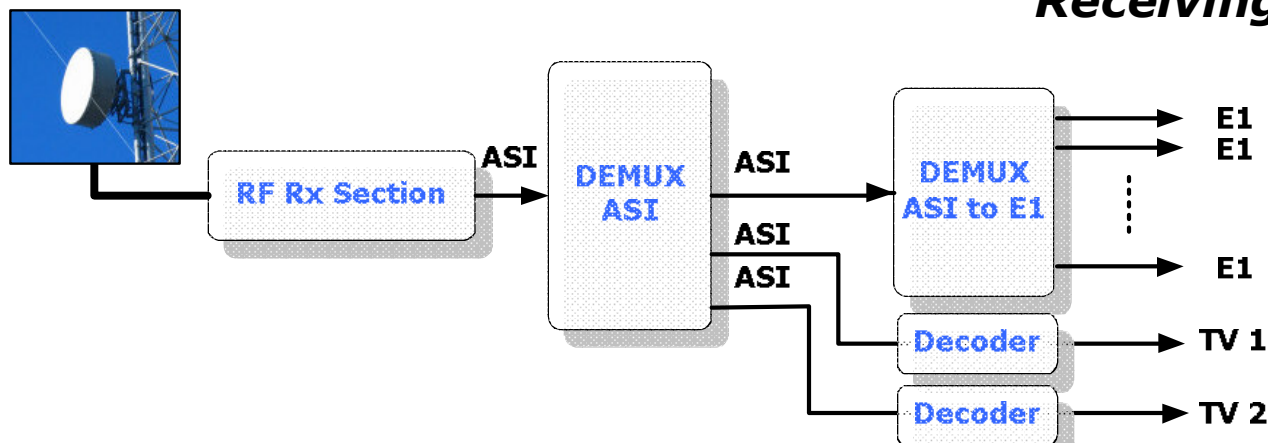 Receiving
RF Rx Section
ASI
DEMUX
ASI
ASI
ASI
ASI
DEMUX
ASI to E1
E1
E1
E1
Decoder
TV 1
Decoder
TV 2